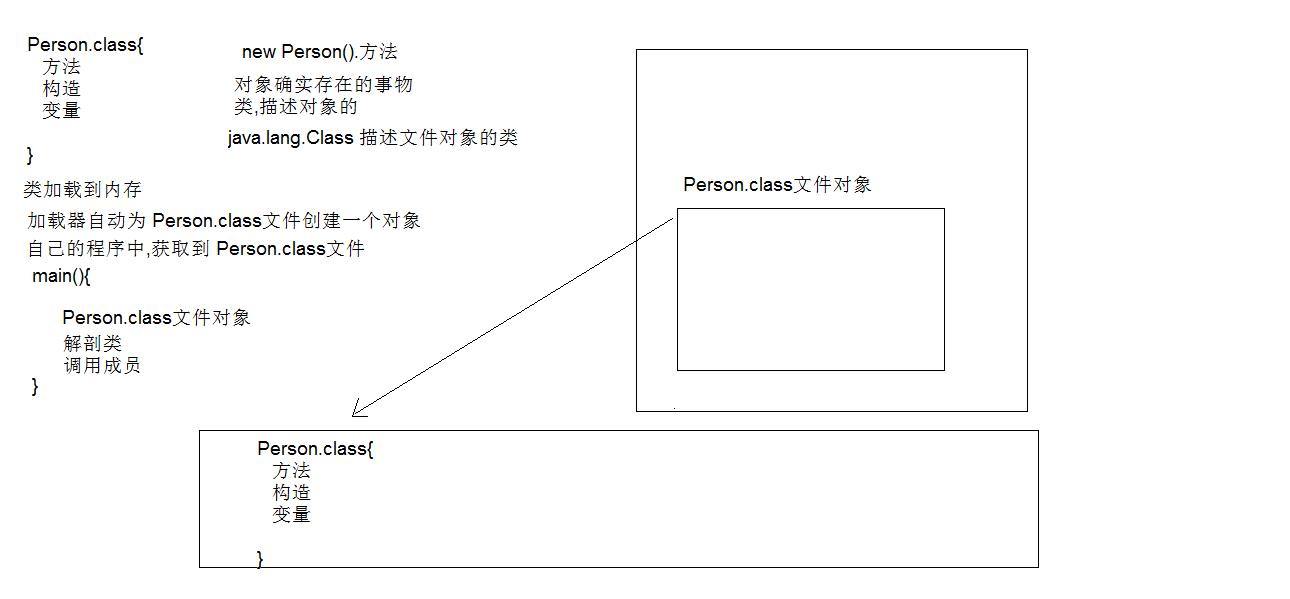 Person.class{
方法
构造
变量
}
new Person().方法
对象确实存在的事物
类,描述对象的
java.lang.Class 描述文件对象的类
类加载到内存
加载器自动为 Person.class文件创建一个对象
自己的程序中,获取到 Person.class文件
main(){
Person.class文件对象
解剖类
调用成员
}
Person.class文件对象
Person.class{
方法
构造
变量
}